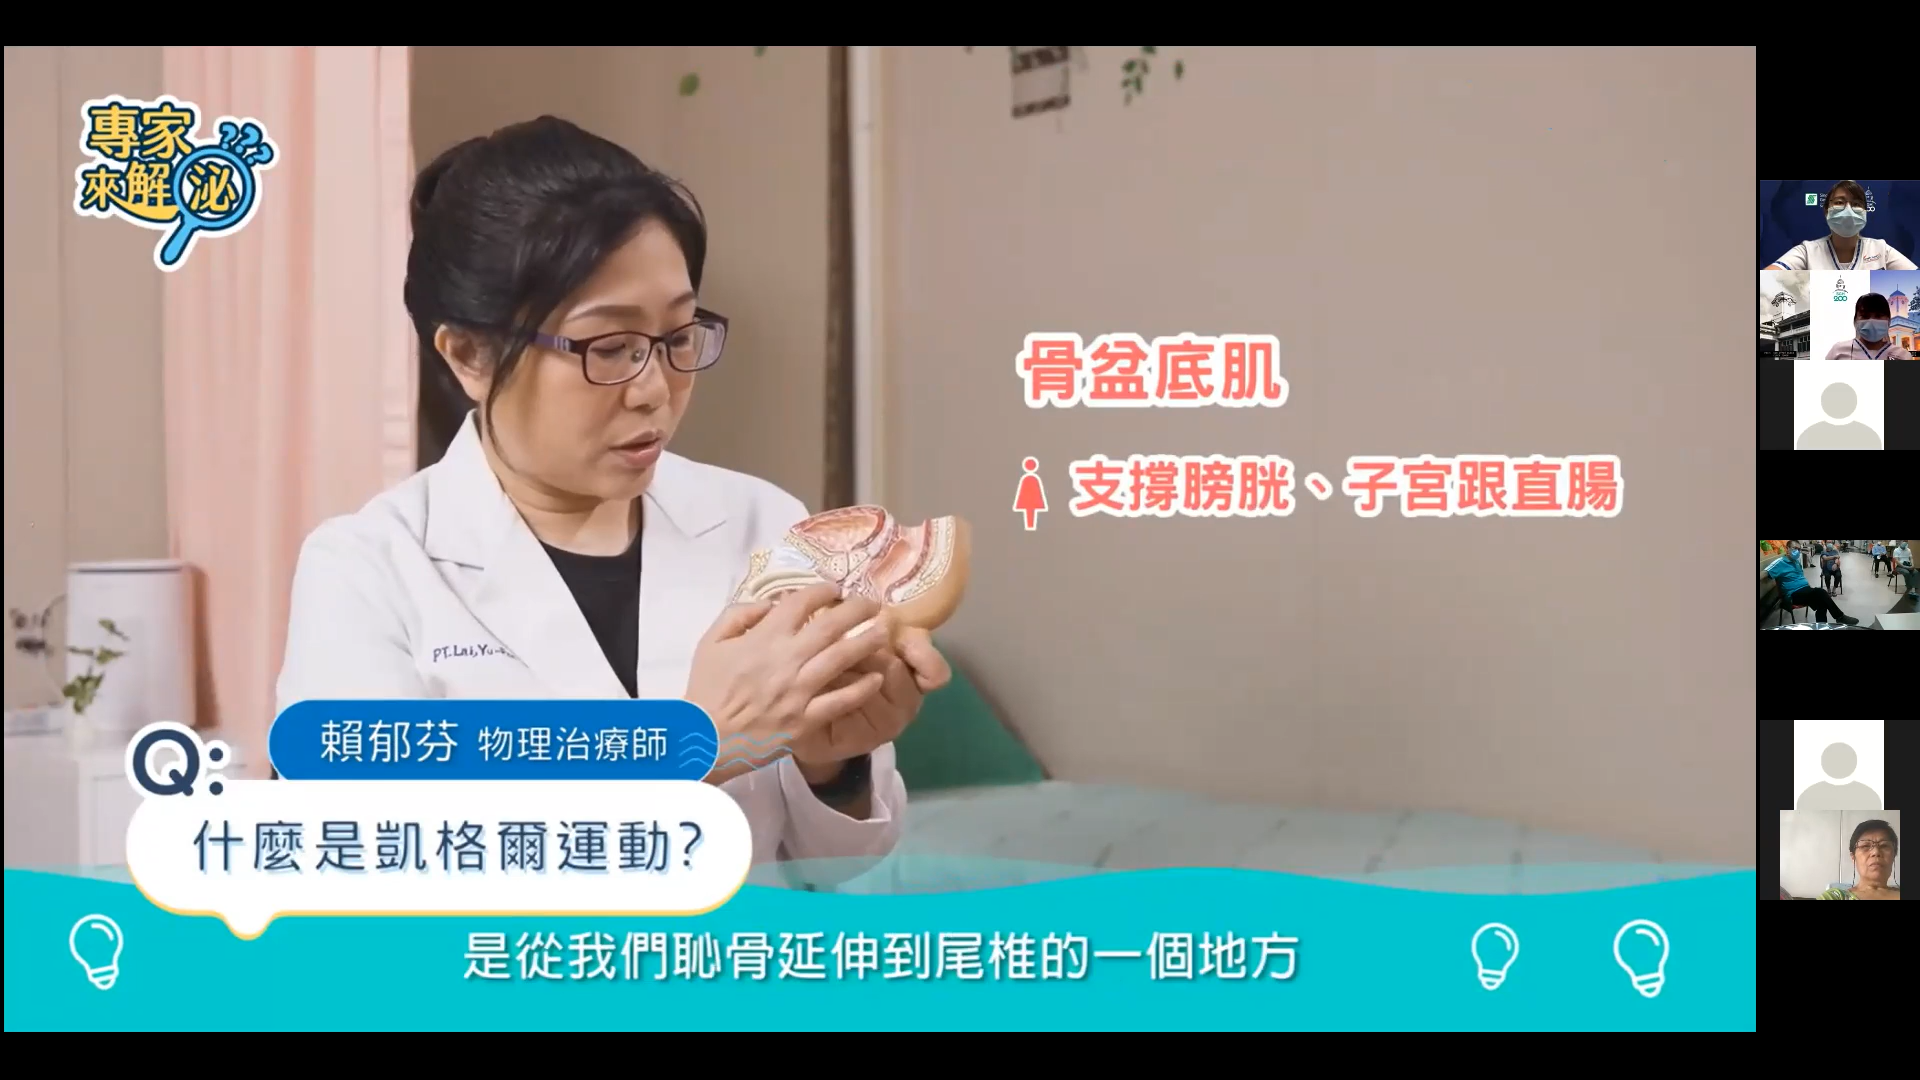 專家
???
來解泌
骨盆底肌
支撐膀胱、子宮跟直腸
PT.Lai,Yu-
賴郁芬 物理治療師
Q:
什麼是凱格爾運動?
是從我們恥骨延伸到尾椎的一個地方
200